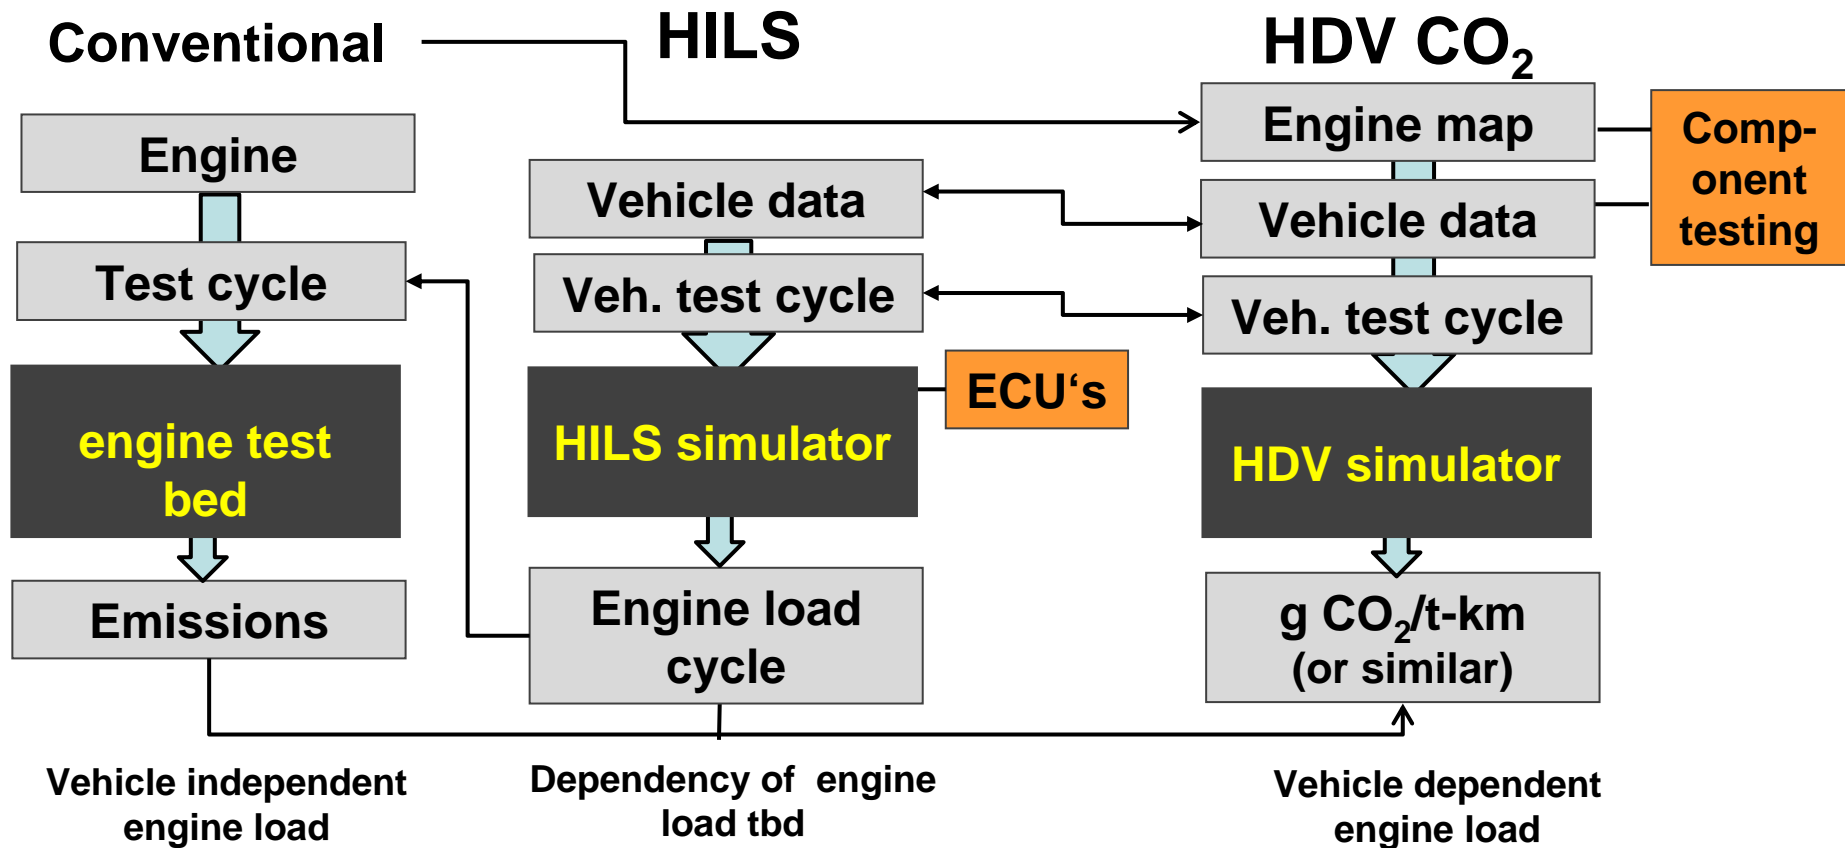 Conventional
HILS
HDV CO₂
Engine
Test cycle
engine test
bed
Emissions
Vehicle independent
engine load
Vehicle data
Veh. test cycle
HILS simulator
ECU‘s
Engine load
cycle
Dependency of  engine
load tbd
Engine map
Vehicle data
Veh. test cycle
HDV simulator
g CO₂/t-km
(or similar)
Vehicle dependent
engine load
Comp-
onent
testing